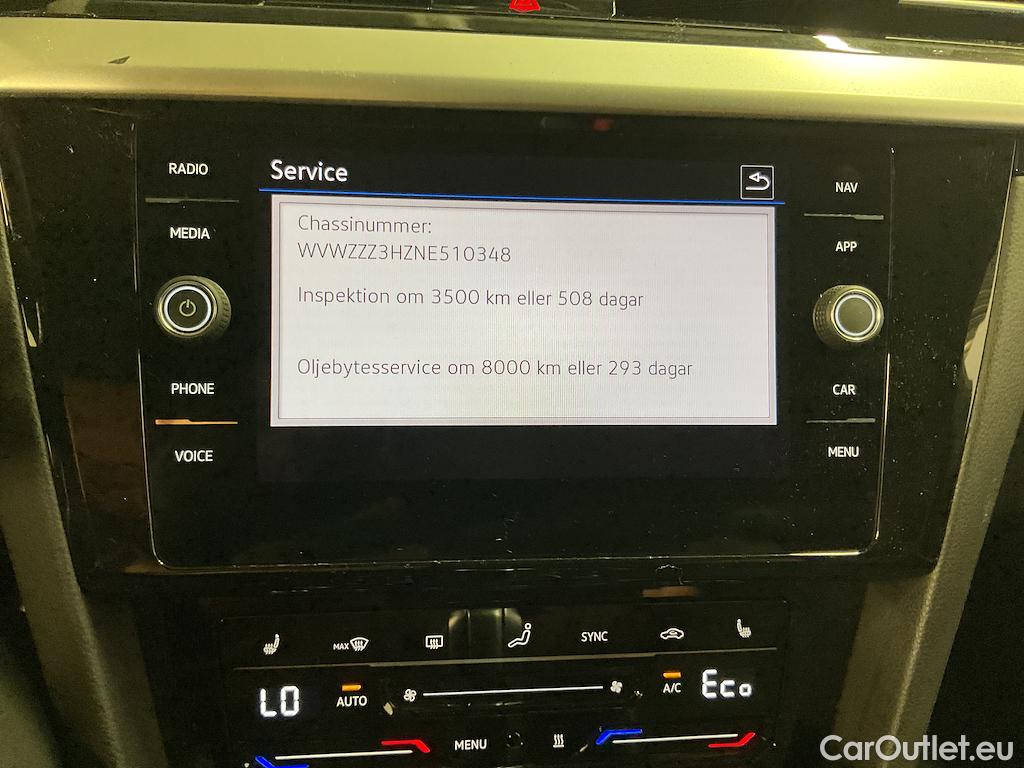 RADIO
MEDIA
PHONE
VOICE
Service
Chassinummer:
WVWZZZ3HZNE510348
Inspektion om 3500 km eller 508 dagar
Oljebytesservice om 8000 km eller 293 dagar
NAV
APP
CAR
MENU
MAX
SYNC
LO
AUTO
A/C
Eco
MENU
CarOutlet.eu